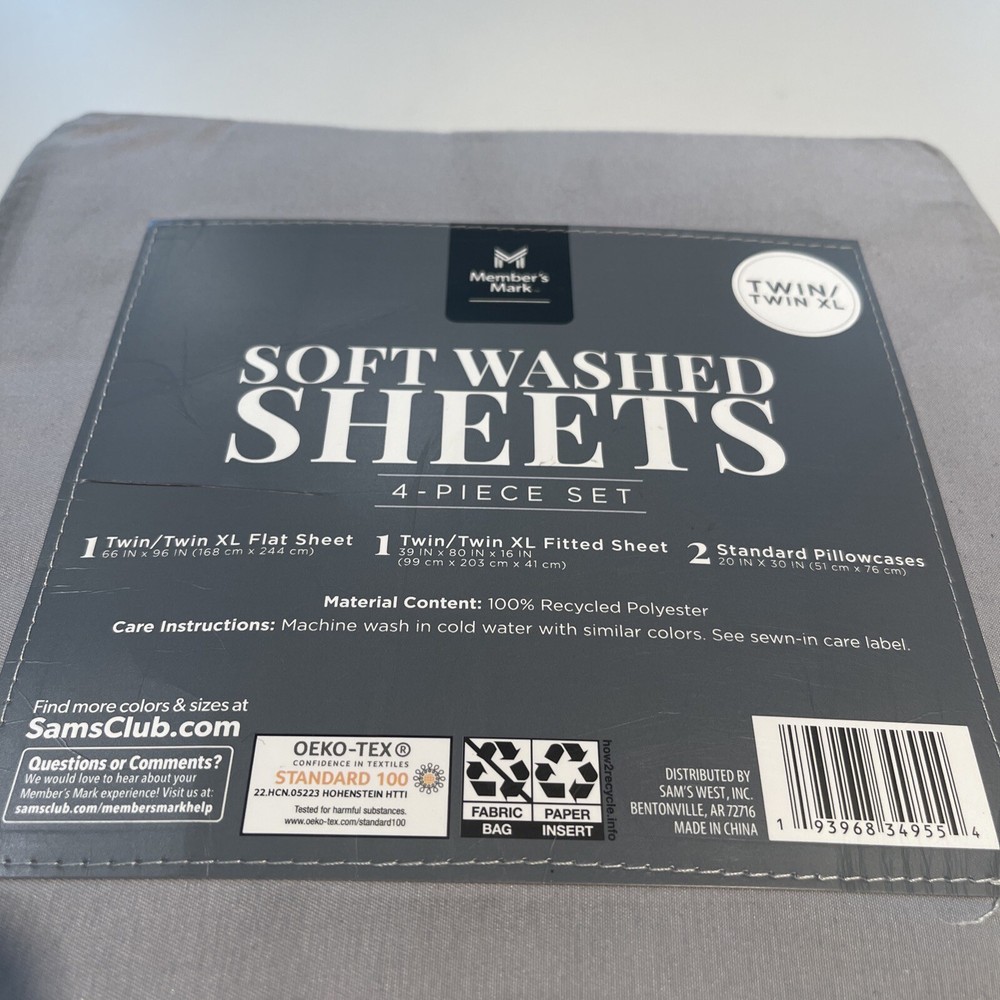 Member's
Mark
TWIN/
TWIN XL
SOFT WASHED
SHEETS
4-PIECE SET
1 Twin/Twin XL Flat Sheet
66 IN x 96 IN (168 cm x 244 cm)
1 Twin/Twin XL Fitted Sheet
39 IN x 80 IN x 16 IN
(99 cm x 203 cm x 41 cm)
2 Standard Pillowcases
20 IN X 30 IN (51 cm x 76 cm)
Material Content: 100% Recycled Polyester
Care Instructions: Machine wash in cold water with similar colors. See sewn-in care label.
Find more colors & sizes at
SamsClub.com
Questions or Comments?
We would love to hear about your
Member's Mark experience! Visit us at:
samsclub.com/membersmarkhelp
OEKO-TEX®
CONFIDENCE IN TEXTILES
STANDARD 100
22.HCN.05223 HOHENSTEIN HTTI
Tested for harmful substances.
www.oeko-tex.com/standard100
FABRIC
BAG
PAPER
INSERT
how2recycle.info
DISTRIBUTED BY
SAM'S WEST, INC.
BENTONVILLE, AR 72716
MADE IN CHINA
1 93968 34955 4